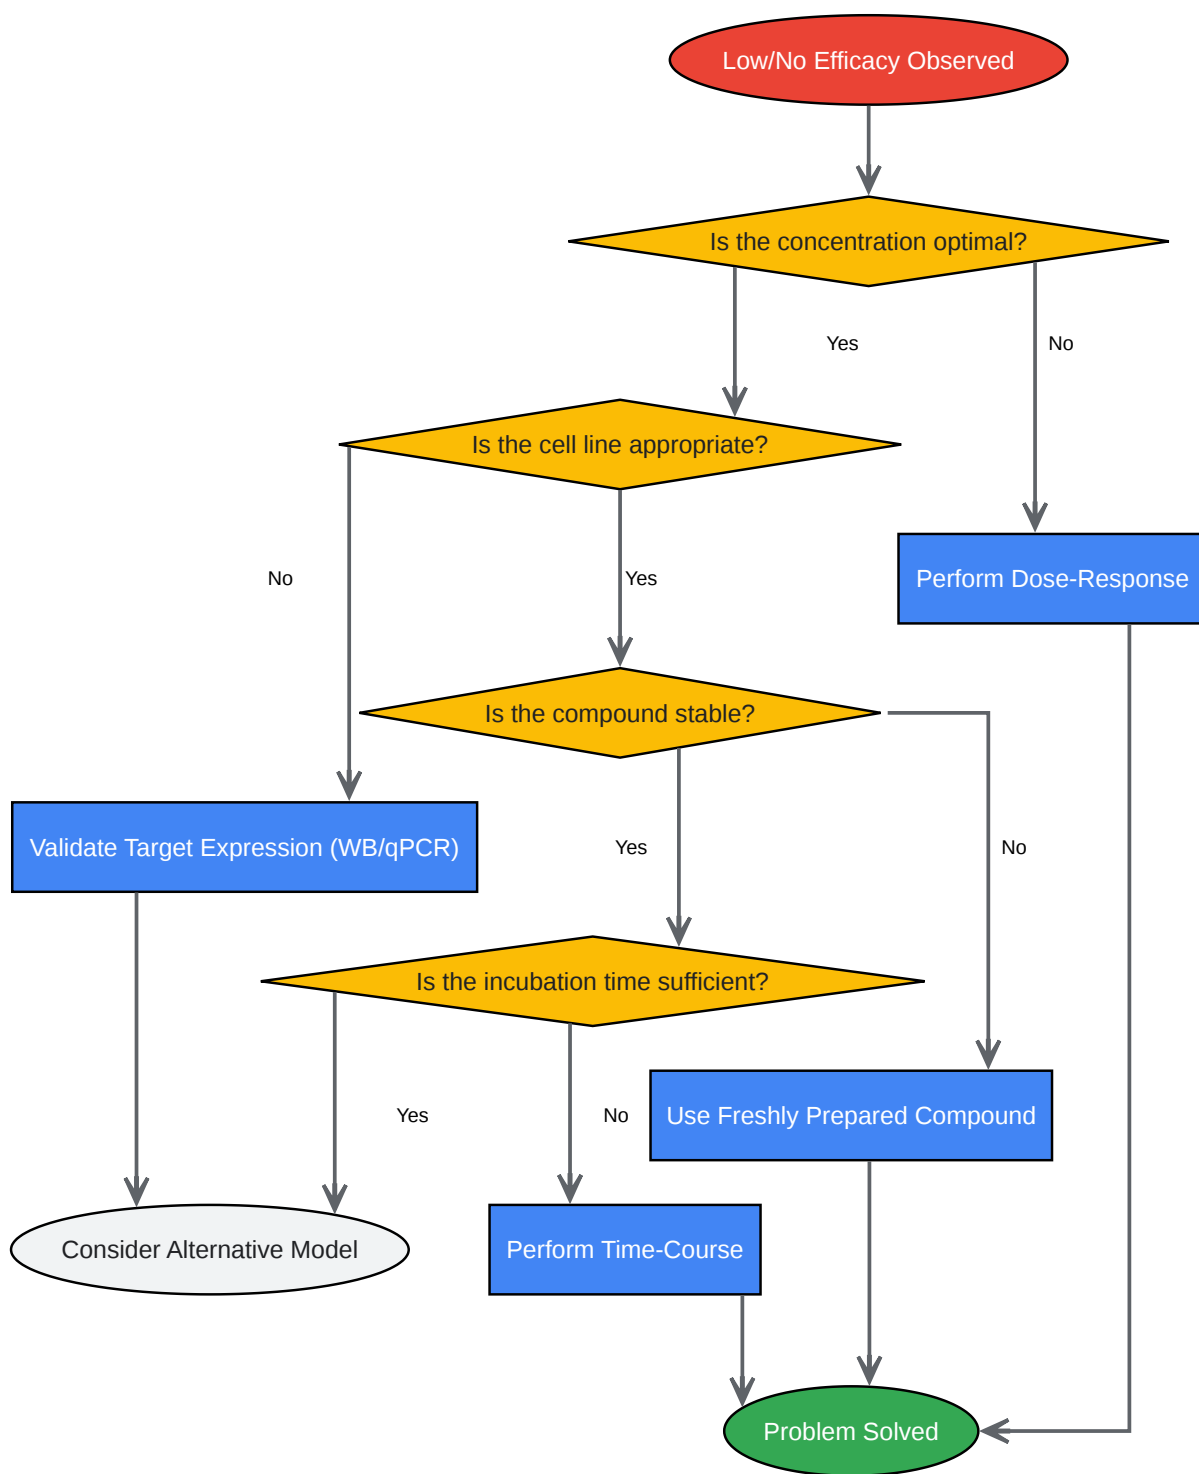 Low/No Efficacy Observed
Is the concentration optimal?
Yes
No
Is the cell line appropriate?
No
Yes
Perform Dose-Response
Is the compound stable?
Validate Target Expression (WB/qPCR)
Yes
No
Is the incubation time sufficient?
Yes
No
Use Freshly Prepared Compound
Consider Alternative Model
Perform Time-Course
Problem Solved